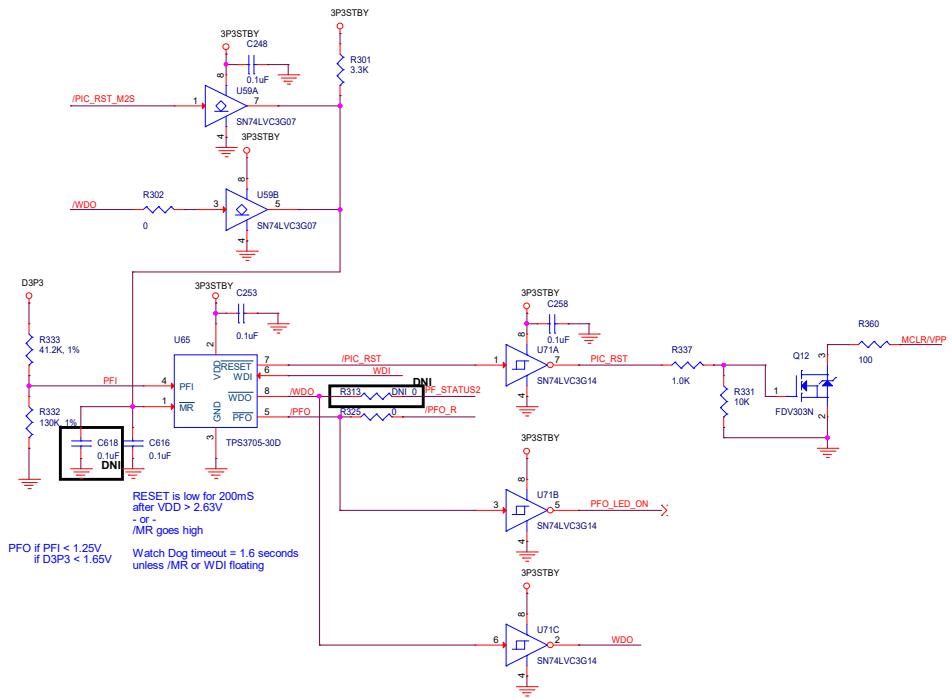 3P3STBY
3P3STBY
C248
R301
3.3K
8
0.1uF
U59A
/PIC_RST_M2S
1
7
SN74LVC3G07
4
3P3STBY
8
R302
U59B
/WDO
3
5
0
SN74LVC3G07
4
D3P3
3P3STBY
3P3STBY
C253
C258
0.1uF
8
0.1uF
R360
R333
41.2K, 1%
U65
2
U71A
MCLR/VPP
/PIC_RST
PIC_RST
R337
Q12
3
100
VDD
RESET
7
1
7
WDI
6
WDI
SN74LVC3G14
1.0K
PFI
4
PFI
DNI
/WDO
R313
DNI 0
PF_STATUS2
WDO
8
4
R331
10K
1
R332
130K, 1%
1
MR
GND
PFO
5
/PFO
R325
0
/PFO_R
FDV303N
2
3
TPS3705-30D
C618
0.1uF
DNI
C616
0.1uF
3P3STBY
RESET is low for 200mS
after VDD > 2.63V
- or -
/MR goes high
8
U71B
3
5
PFO_LED_ON
SN74LVC3G14
4
PFO if PFI < 1.25V
if D3P3 < 1.65V
Watch Dog timeout = 1.6 seconds
unless /MR or WDI floating
3P3STBY
8
U71C
6
2
WDO
SN74LVC3G14
4